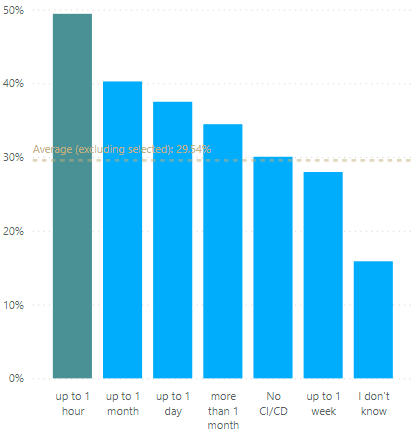 50%
40%
Average (excluding selected): 29.54%
30%
20%
10%
0%
up to 1 hour
up to 1 month
up to 1 day
more than 1 month
No CI/CD
up to 1 week
I don't know